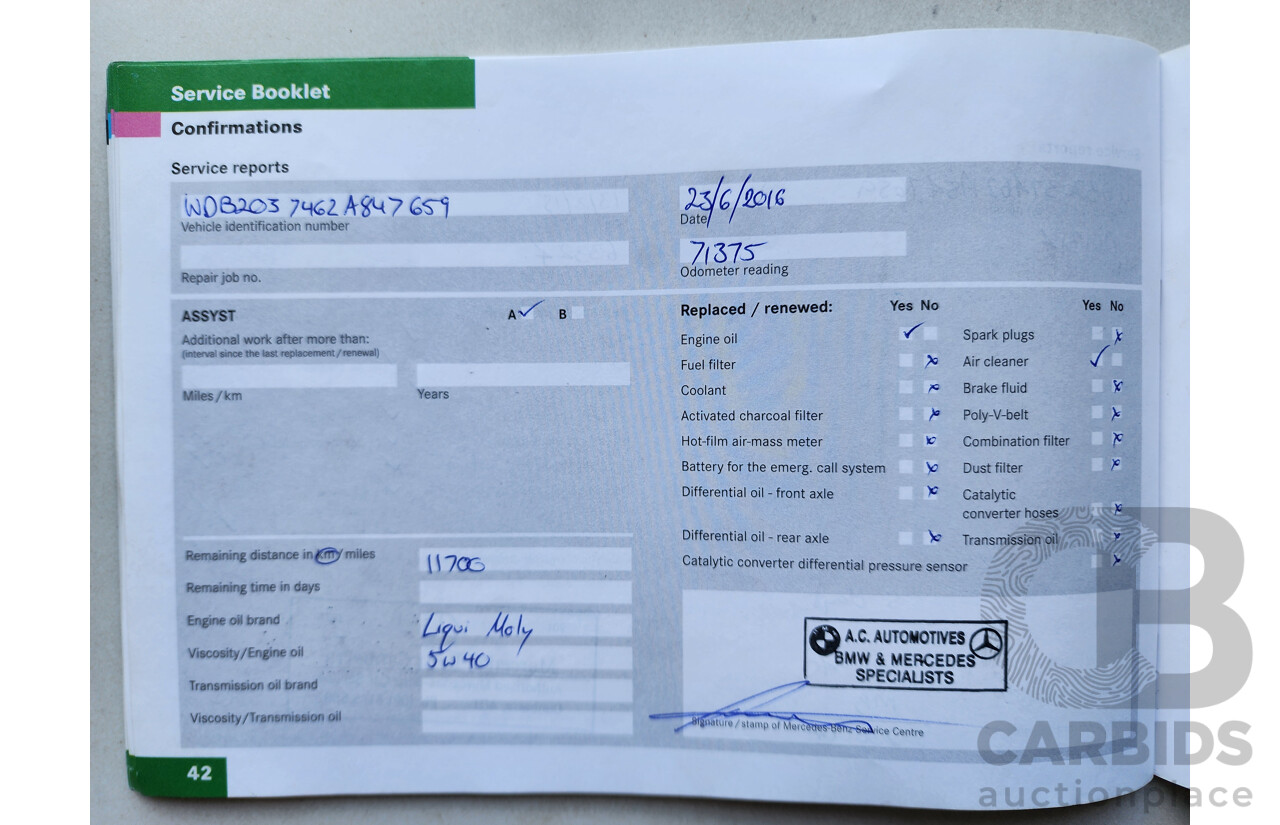 Service Booklet
Confirmations
Service reports
WDB203 7462A847659
Vehicle identification number
23/6/2016
Date
Repair job no.
71375
Odometer reading
ASSYST A B
Additional work after more than:
(interval since the last replacement/renewal)
Miles/km Years
Replaced / renewed: Yes No Yes No
Engine oil Spark plugs
Fuel filter Air cleaner
Coolant Brake fluid
Activated charcoal filter Poly-V-belt
Hot-film air-mass meter Combination filter
Battery for the emerg. call system Dust filter
Differential oil - front axle Catalytic
converter hoses
Differential oil - rear axle Transmission oil
Catalytic converter differential pressure sensor
Remaining distance in km/miles 11700
Remaining time in days
Engine oil brand Liqui Moly
Viscosity/Engine oil 5w40
Transmission oil brand
Viscosity/Transmission oil
A.C. AUTOMOTIVES
BMW & MERCEDES
SPECIALISTS
Signature/stamp of Mercedes-Benz Service Centre
42
CARBIDS
auctionplace